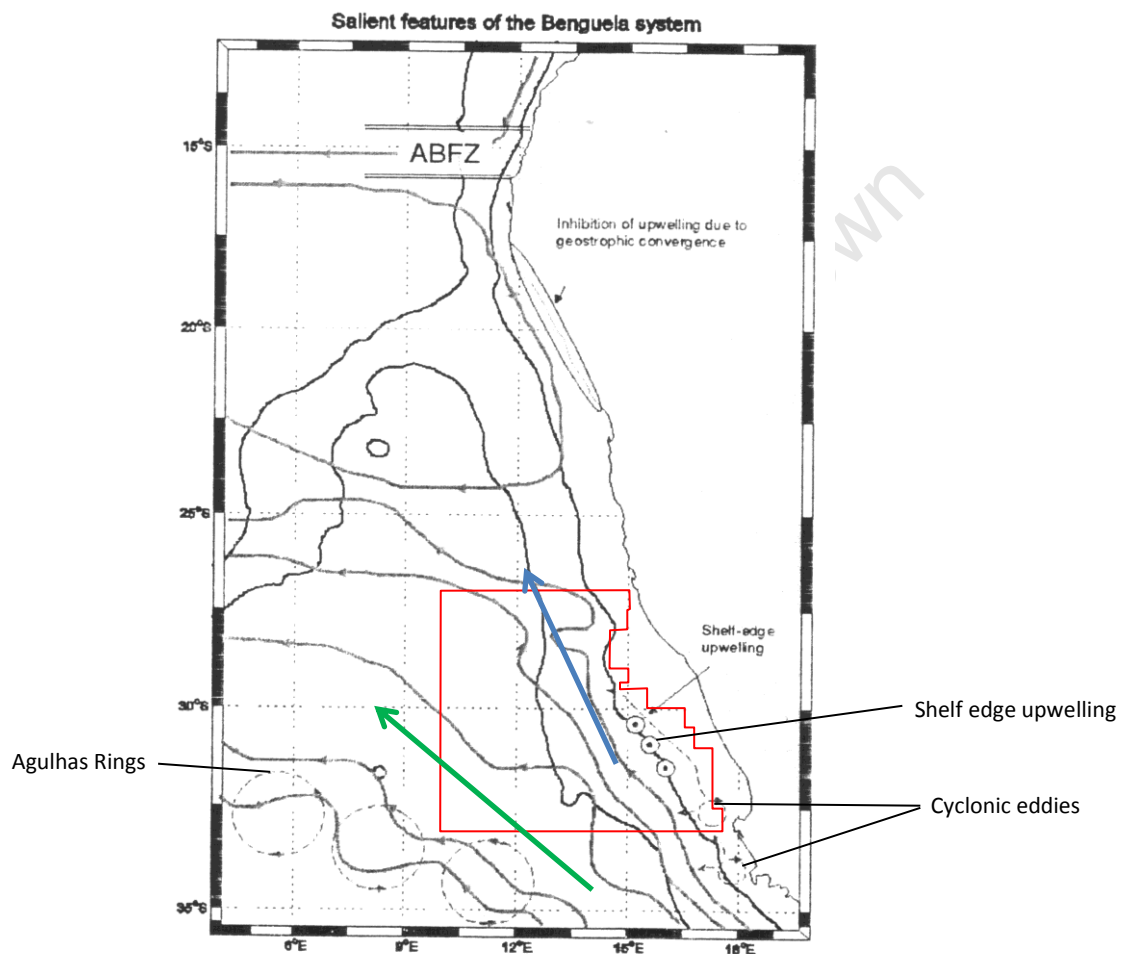 Salient features of the Benguela system
15°S
ABFZ
wn
Inhibition of upwelling due to
geostrophic convergence
20°S
25°S
Shelf-edge
upwelling
30°S
Shelf edge upwelling
Agulhas Rings
Cyclonic eddies
35°S
6°E
9°E
12°E
15°E
18°E